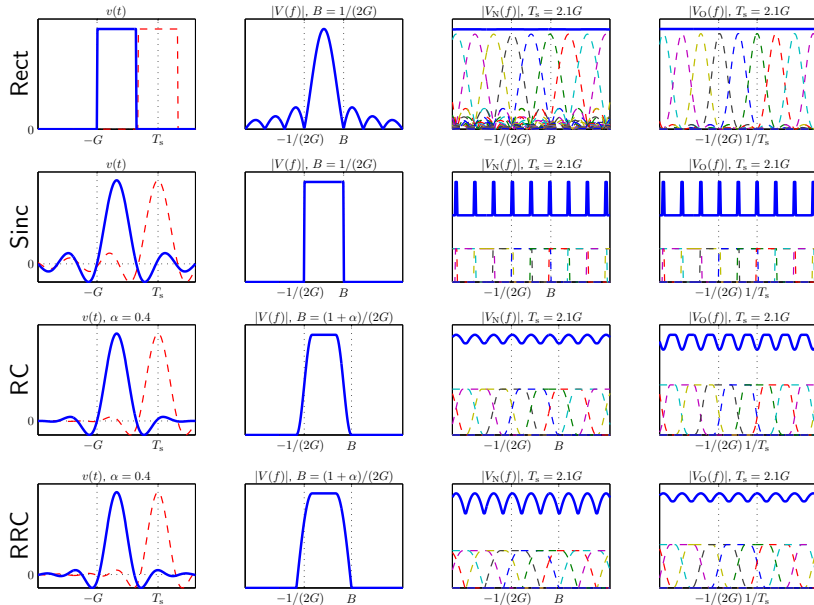 v(t)
|V(f)|, B = 1/(2G)
|V_N(f)|, T_s = 2.1G
|V_O(f)|, T_s = 2.1G
Rect
0
−G T_s
−1/(2G) B
−1/(2G) B
−1/(2G) 1/T_s
v(t)
|V(f)|, B = 1/(2G)
|V_N(f)|, T_s = 2.1G
|V_O(f)|, T_s = 2.1G
Sinc
0
−G T_s
−1/(2G) B
−1/(2G) B
−1/(2G) 1/T_s
v(t), α = 0.4
|V(f)|, B = (1 + α)/(2G)
|V_N(f)|, T_s = 2.1G
|V_O(f)|, T_s = 2.1G
RC
0
−G T_s
−1/(2G) B
−1/(2G) B
−1/(2G) 1/T_s
v(t), α = 0.4
|V(f)|, B = (1 + α)/(2G)
|V_N(f)|, T_s = 2.1G
|V_O(f)|, T_s = 2.1G
RRC
0
−G T_s
−1/(2G) B
−1/(2G) B
−1/(2G) 1/T_s